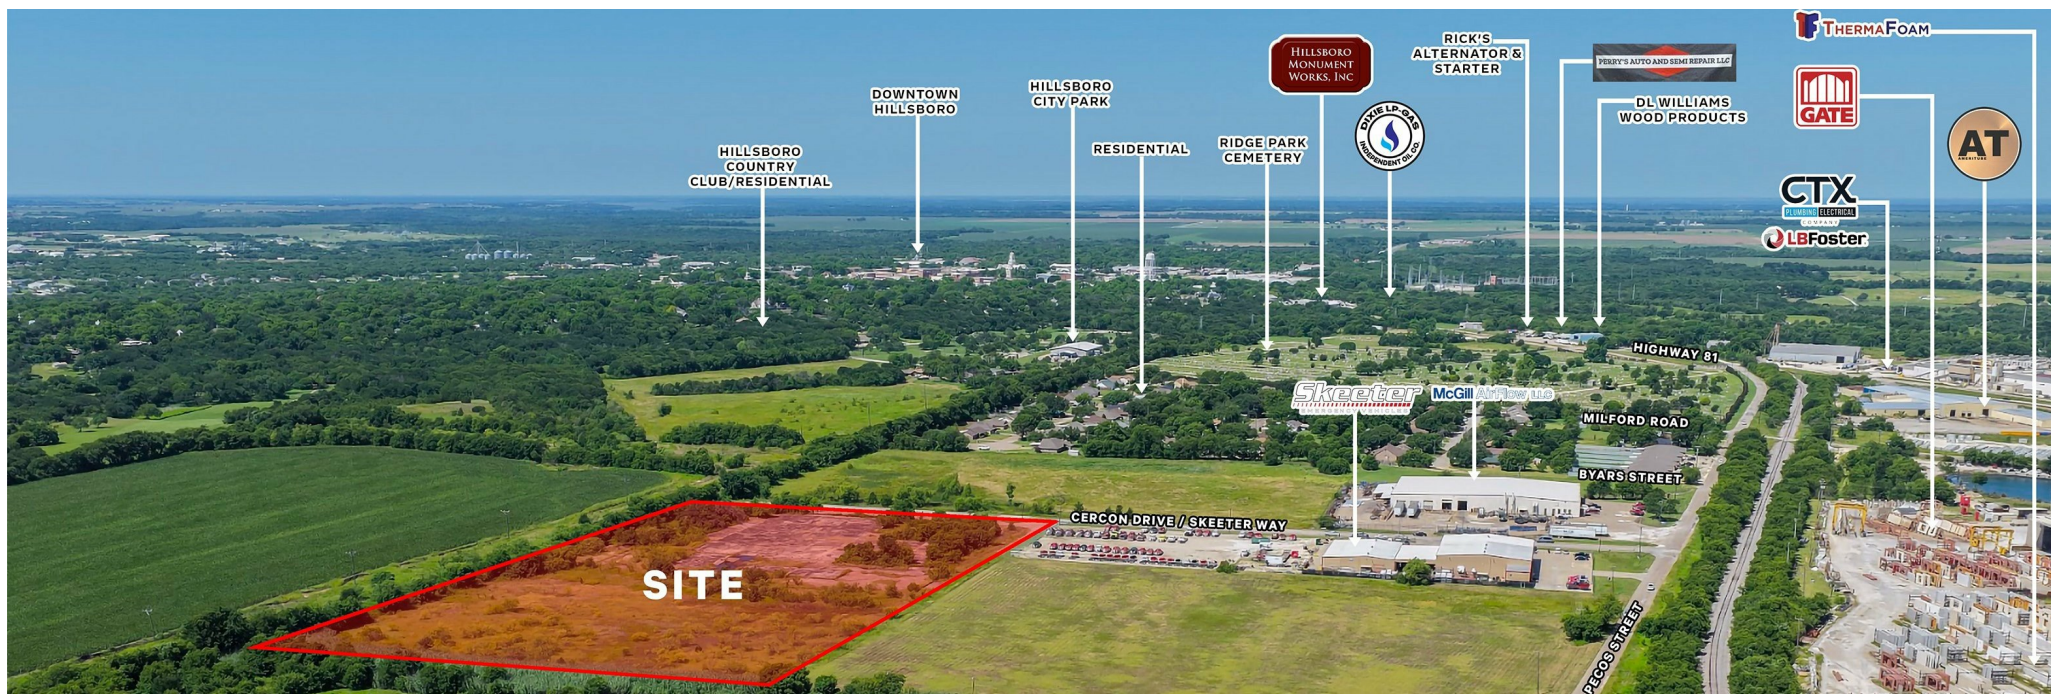 HILLSBORO
COUNTRY
CLUB/RESIDENTIAL
DOWNTOWN
HILLSBORO
HILLSBORO
CITY PARK
RESIDENTIAL
RIDGE PARK
CEMETERY
HILLSBORO
MONUMENT
WORKS, INC
DIXIE LP-GAS
INDEPENDENT OIL CO.
RICK'S
ALTERNATOR &
STARTER
PERRY'S AUTO AND SEMI REPAIR LLC
DL WILLIAMS
WOOD PRODUCTS
THERMAFOAM
GATE
AT
CTX
PLUMBING ELECTRICAL
COMPANY
LBFoster
HIGHWAY 81
Skeeter
EMERGENCY VEHICLES
McGill AirFlow LLC
MILFORD ROAD
BYARS STREET
CERCON DRIVE / SKEETER WAY
SITE
PECOS STREET